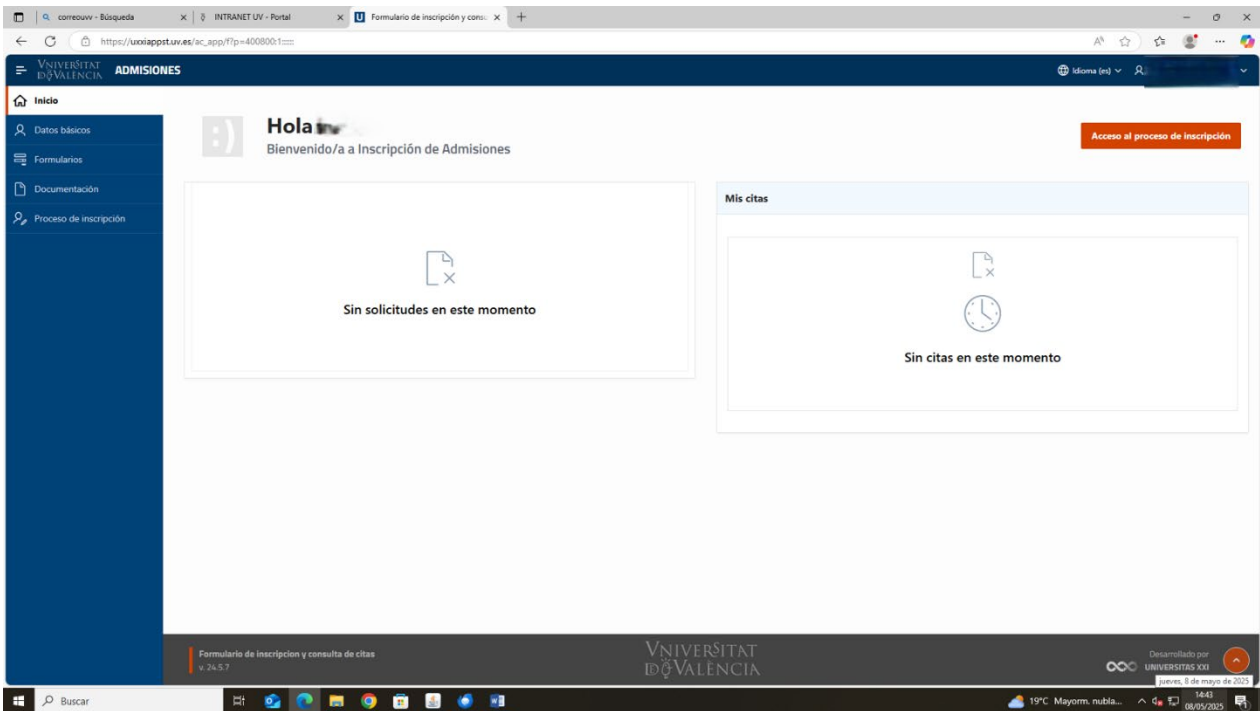 correouvv - Búsqueda
INTRANET UV - Portal
Formulario de inscripción y consu
https://uxxiappst.uv.es/ac_app/f?p=400800:1:::::
VNIVERSITAT
ID VALÈNCIA
ADMISIONES
Idioma (es)
Inicio
Datos básicos
Formularios
Documentación
Proceso de inscripción
:)
Hola
Bienvenido/a a Inscripción de Admisiones
Acceso al proceso de inscripción
Sin solicitudes en este momento
Mis citas
Sin citas en este momento
Formulario de inscripcion y consulta de citas
v. 24.5.7
VNIVERSITAT
ID VALÈNCIA
Desarrollado por
UNIVERSITAS XXI
jueves, 8 de mayo de 2025
Buscar
19°C Mayorm. nubla...
14:43
08/05/2025